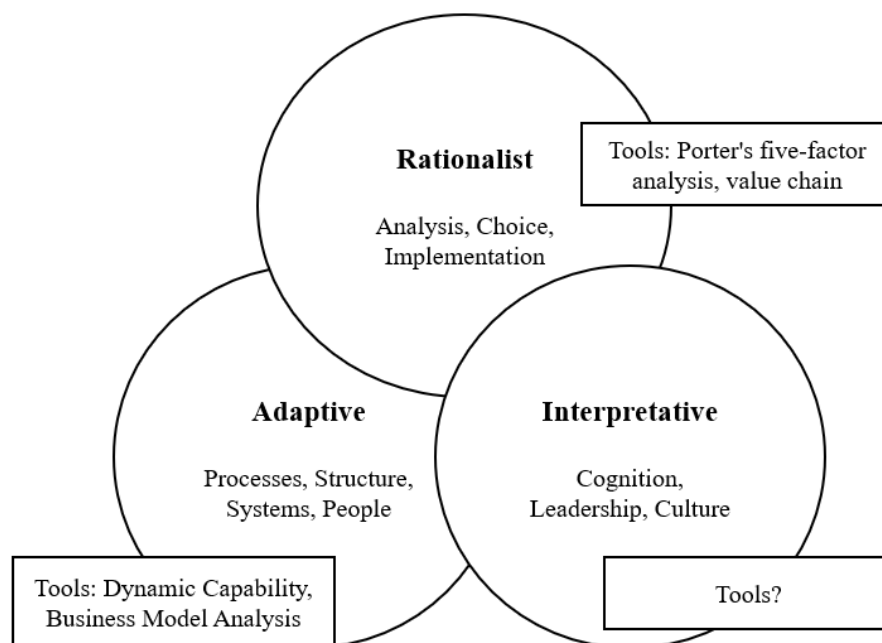 Rationalist
Analysis, Choice,
Implementation
Tools: Porter's five-factor
analysis, value chain
Adaptive
Processes, Structure,
Systems, People
Tools: Dynamic Capability,
Business Model Analysis
Interpretative
Cognition,
Leadership, Culture
Tools?